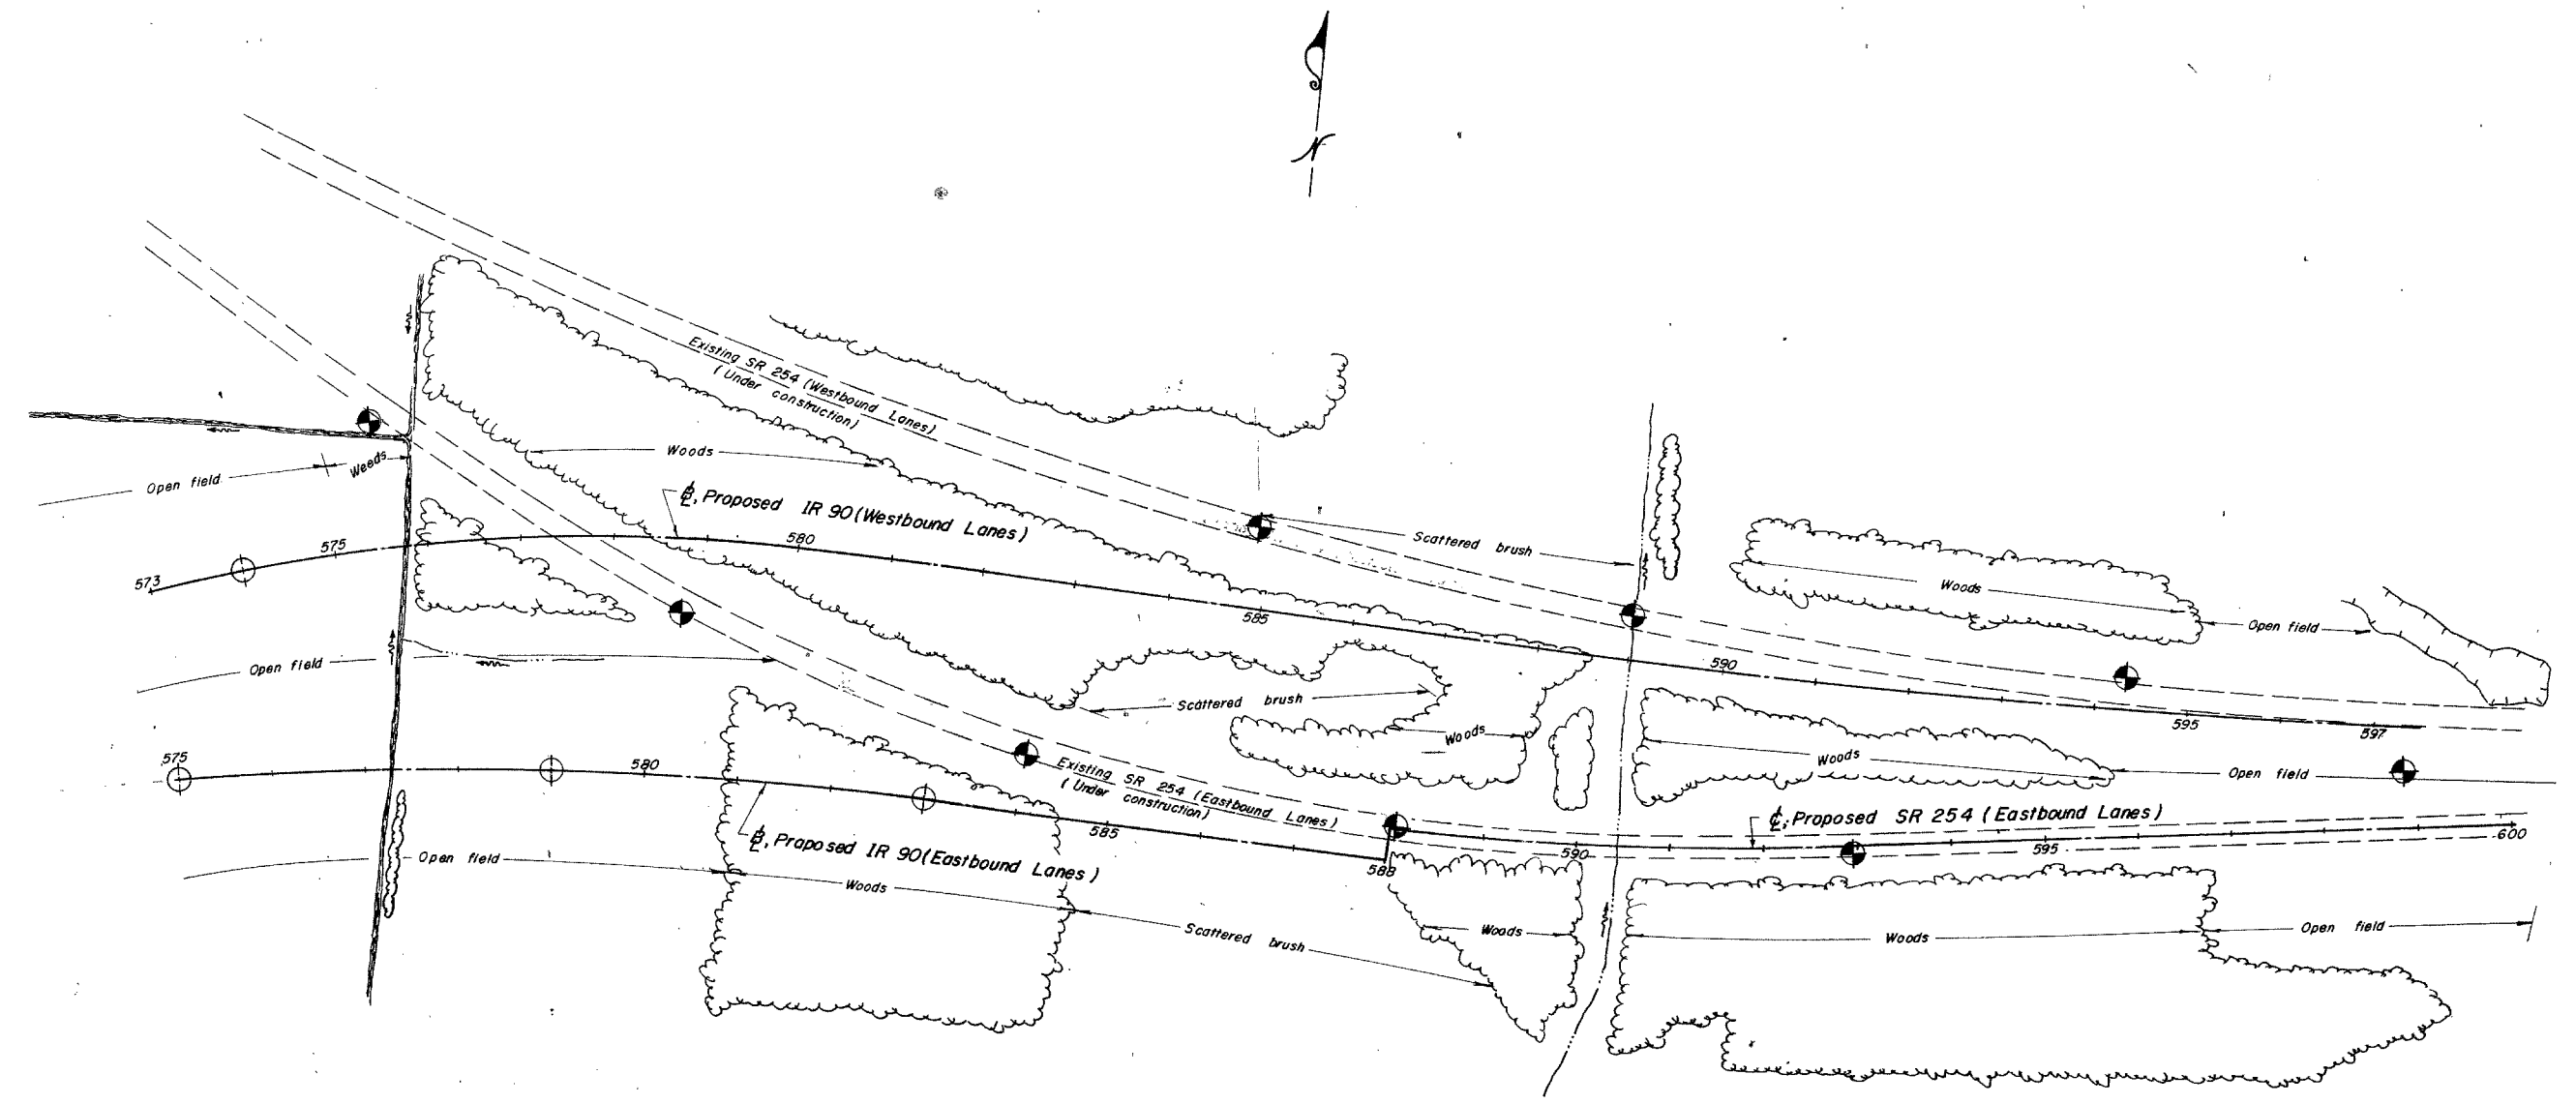 N
Existing SR 254 (Westbound Lanes)
(Under construction)
Woods
Weeds
Open field
℄, Proposed IR 90 (Westbound Lanes)
573
575
580
585
590
595
597
Scattered brush
Woods
Open field
Open field
Scattered brush
Woods
Woods
Open field
Existing SR 254 (Eastbound Lanes)
(Under construction)
℄, Proposed SR 254 (Eastbound Lanes)
575
580
585
588
590
595
600
℄, Proposed IR 90 (Eastbound Lanes)
Open field
Woods
Scattered brush
Woods
Woods
Open field